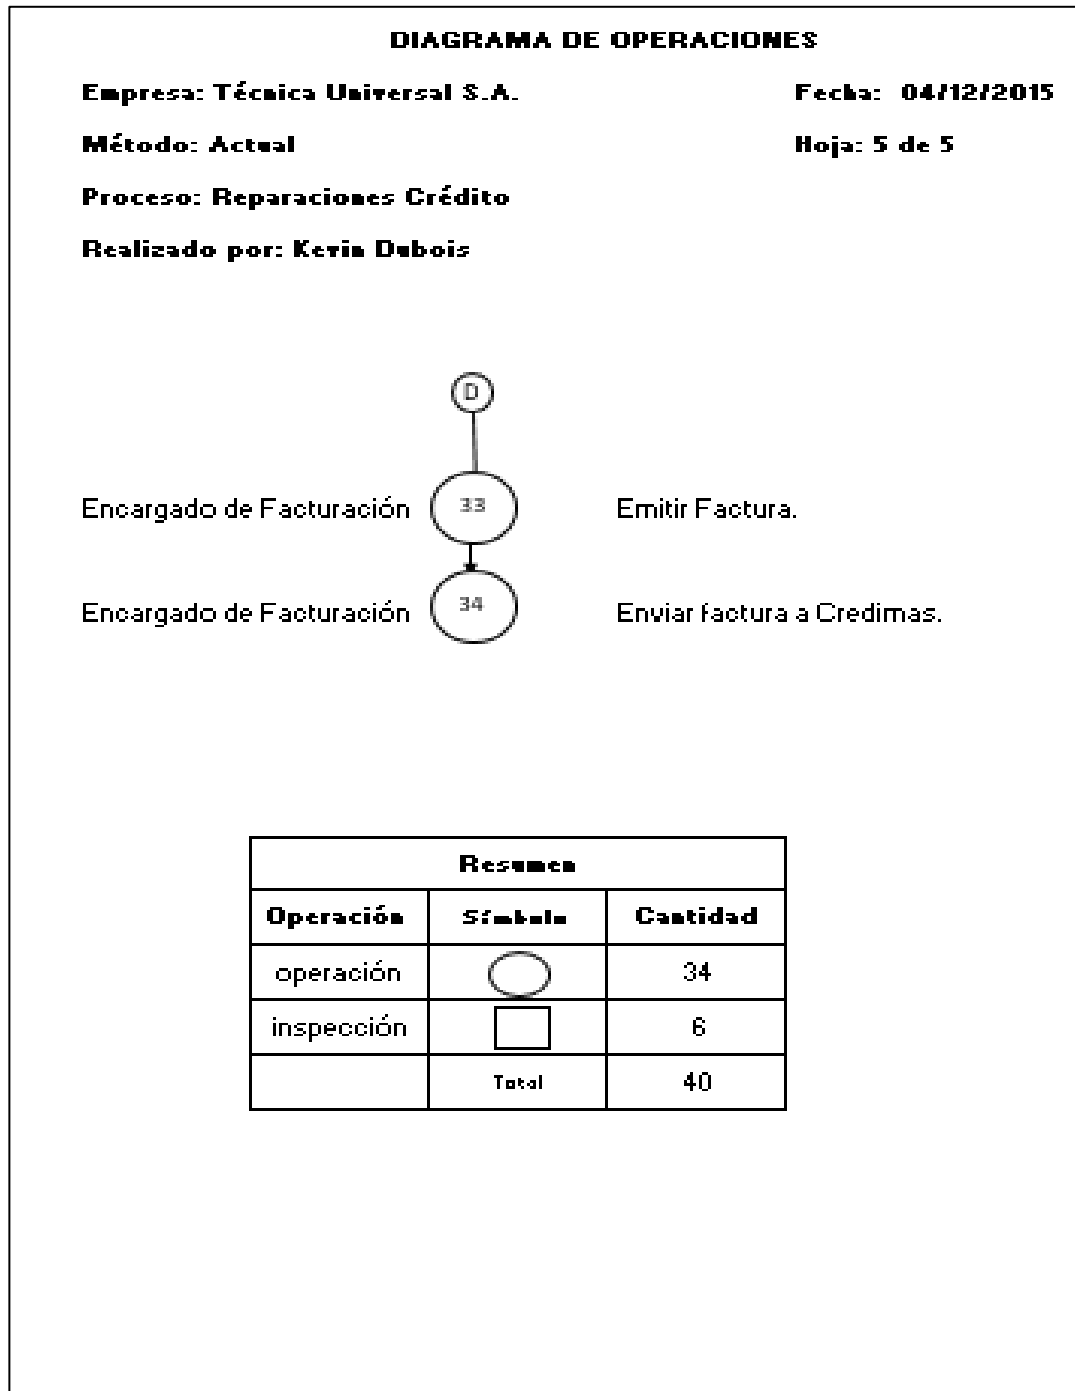 DIAGRAMA DE OPERACIONES
Empresa: Técnica Universal S.A. Fecha: 04/12/2015
Método: Actual Hoja: 5 de 5
Proceso: Reparaciones Crédito
Realizado por: Kevin Dubois
D
Encargado de Facturación 33 Emitir Factura.
Encargado de Facturación 34 Enviar factura a Credimas.
Resumen
Operación Símbolo Cantidad
operación 34
inspección 6
Total 40